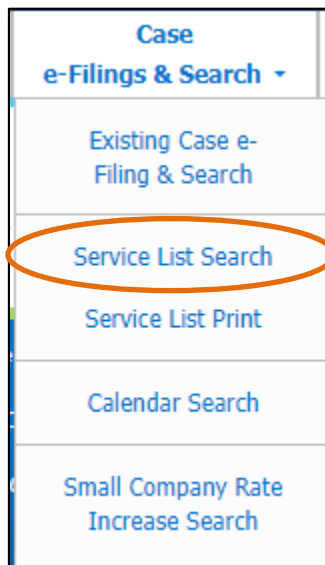 Case
e-Filings & Search
Existing Case e-
Filing & Search
Service List Search
Service List Print
Calendar Search
Small Company Rate
Increase Search